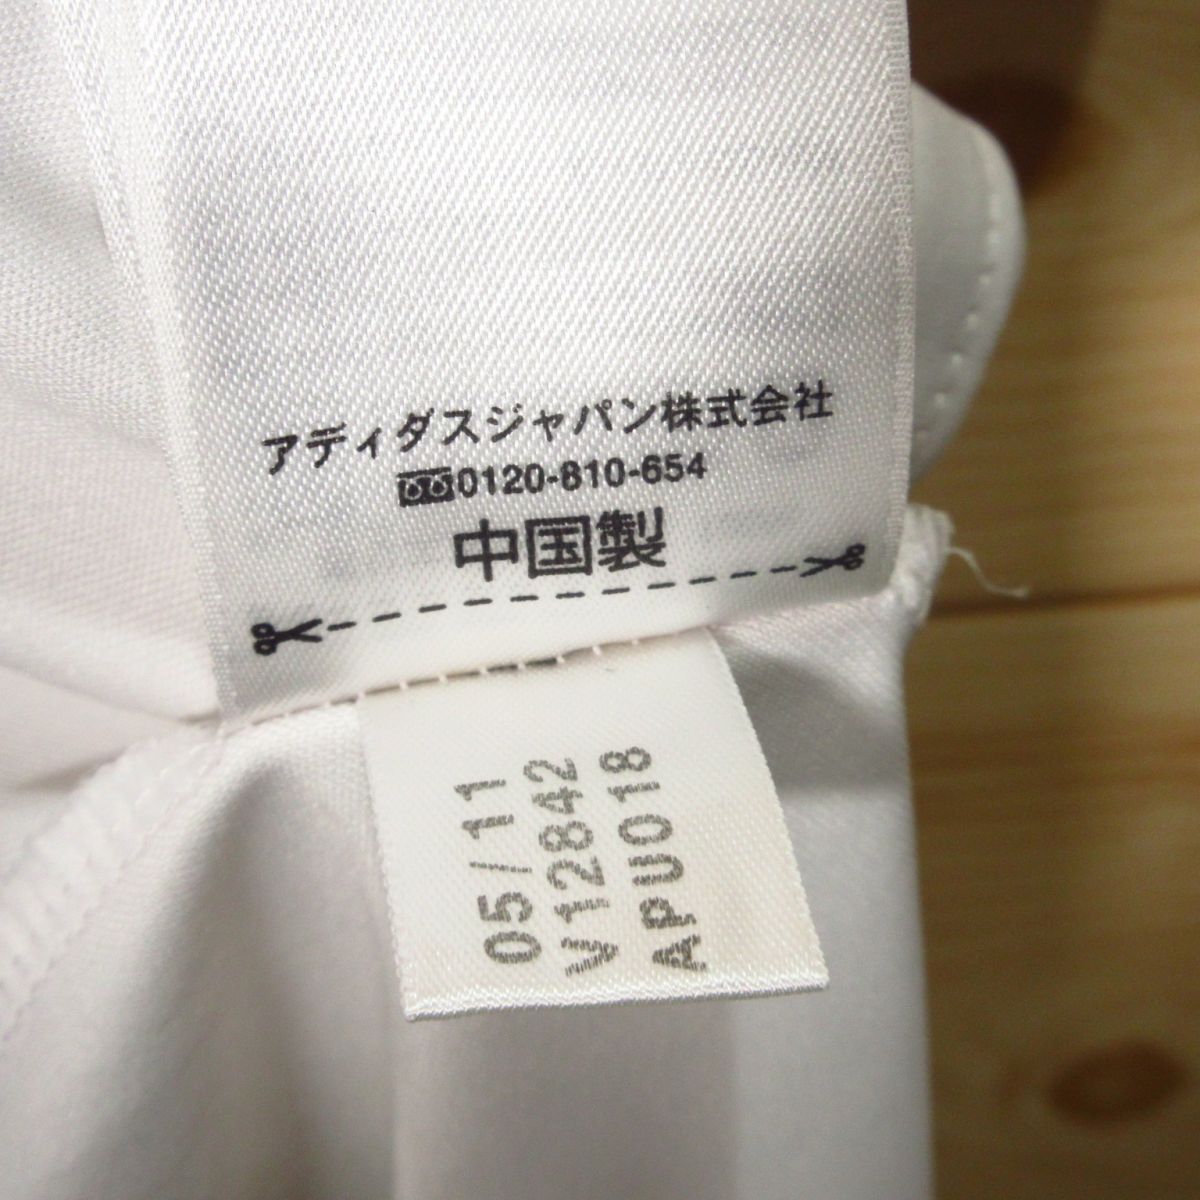 アディダスジャパン株式会社
0120-810-654
中国製
05/11
V12842
APU018